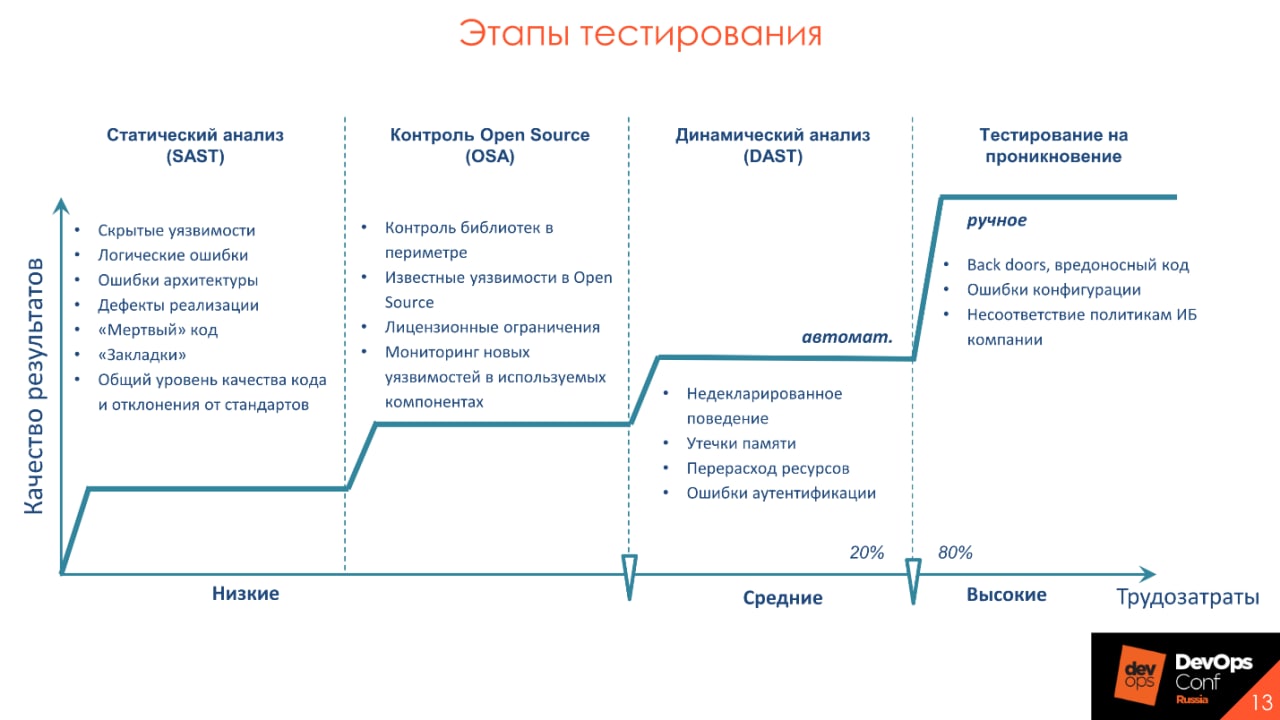 Этапы тестирования
Статический анализ
(SAST)
Контроль Open Source
(OSA)
Динамический анализ
(DAST)
Тестирование на
проникновение
Качество результатов
• Скрытые уязвимости
• Логические ошибки
• Ошибки архитектуры
• Дефекты реализации
• «Мертвый» код
• «Закладки»
• Общий уровень качества кода
и отклонения от стандартов
• Контроль библиотек в
периметре
• Известные уязвимости в Open
Source
• Лицензионные ограничения
• Мониторинг новых
уязвимостей в используемых
компонентах
автомат.
• Недекларированное
поведение
• Утечки памяти
• Перерасход ресурсов
• Ошибки аутентификации
ручное
• Back doors, вредоносный код
• Ошибки конфигурации
• Несоответствие политикам ИБ
компании
20%
80%
Низкие
Средние
Высокие
Трудозатраты
dev
ops
DevOps
Conf
Russia
13